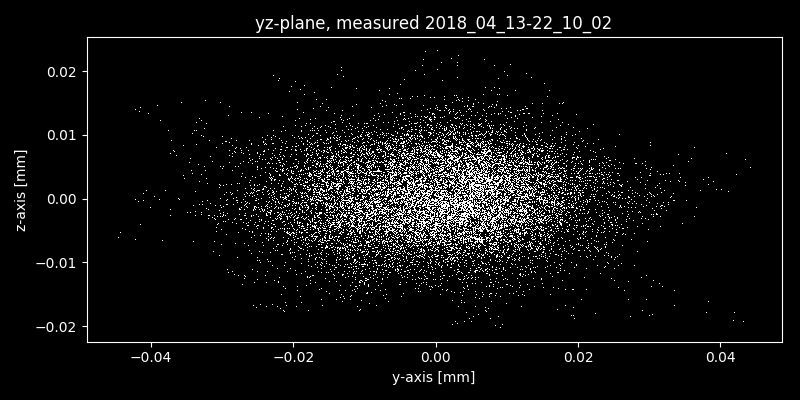 yz-plane, measured 2018_04_13-22_10_02
z-axis [mm]
0.02
0.01
0.00
−0.01
−0.02
−0.04 −0.02 0.00 0.02 0.04
y-axis [mm]